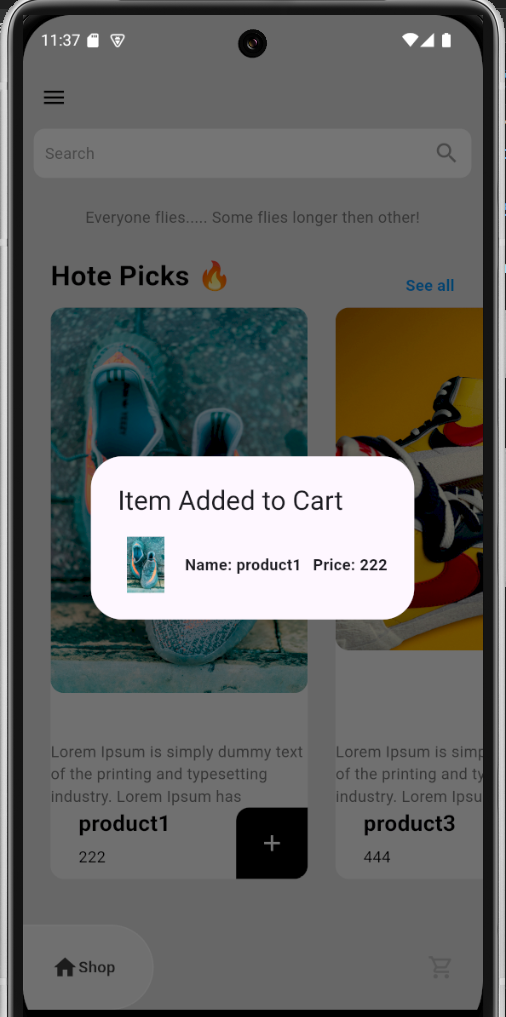 11:37
Search
Everyone flies..... Some flies longer then other!
Hote Picks 🔥
See all
Item Added to Cart
Name: product1 Price: 222
Lorem Ipsum is simply dummy text
of the printing and typesetting
industry. Lorem Ipsum has
product1
222
+
Lorem Ipsum is simp
of the printing and ty
industry. Lorem Ipsu
product3
444
Shop